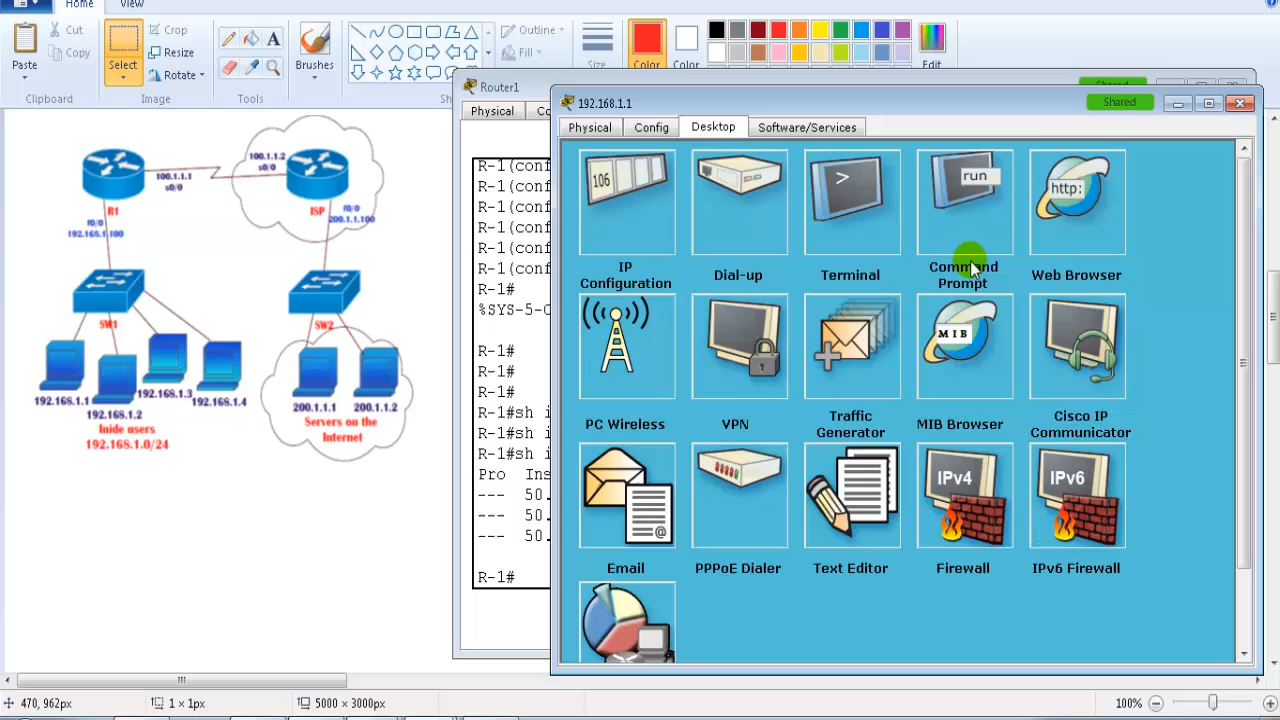 Home
View
Paste
Cut
Copy
Clipboard
Select
Crop
Resize
Rotate
Image
A
Tools
Brushes
Outline
Fill
Size
Color
Color
Edit
100.1.1.2
s0/0
100.1.1.1
s0/0
R1
ISP
f0/0
192.168.1.100
f0/0
200.1.1.100
SW1
SW2
192.168.1.1
192.168.1.2
192.168.1.3
192.168.1.4
200.1.1.1
200.1.1.2
Inide users
192.168.1.0/24
Servers on the
Internet
Router1
Shared
Physical
Co
R-1(conf
R-1(conf
R-1(conf
R-1(conf
R-1(conf
R-1(conf
R-1#
%SYS-5-C
R-1#
R-1#
R-1#
R-1#sh i
R-1#sh i
R-1#sh i
Pro Ins
--- 50.
--- 50.
--- 50.
R-1#
192.168.1.1
Shared
Physical
Config
Desktop
Software/Services
106
IP
Configuration
Dial-up
>
Terminal
run
Command
Prompt
http:
Web Browser
PC Wireless
VPN
Traffic
Generator
MIB
MIB Browser
Cisco IP
Communicator
@
Email
PPPoE Dialer
Text Editor
IPv4
Firewall
IPv6
IPv6 Firewall
470, 962px
1 × 1px
5000 × 3000px
100%